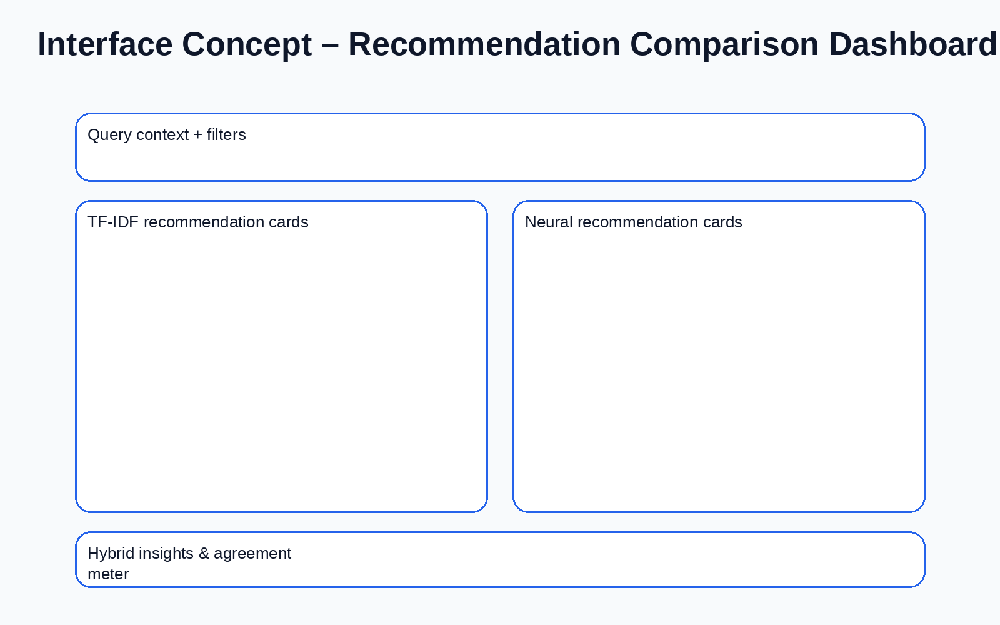 Interface Concept – Recommendation Comparison Dashboard
Query context + filters
TF-IDF recommendation cards
Neural recommendation cards
Hybrid insights & agreement
meter